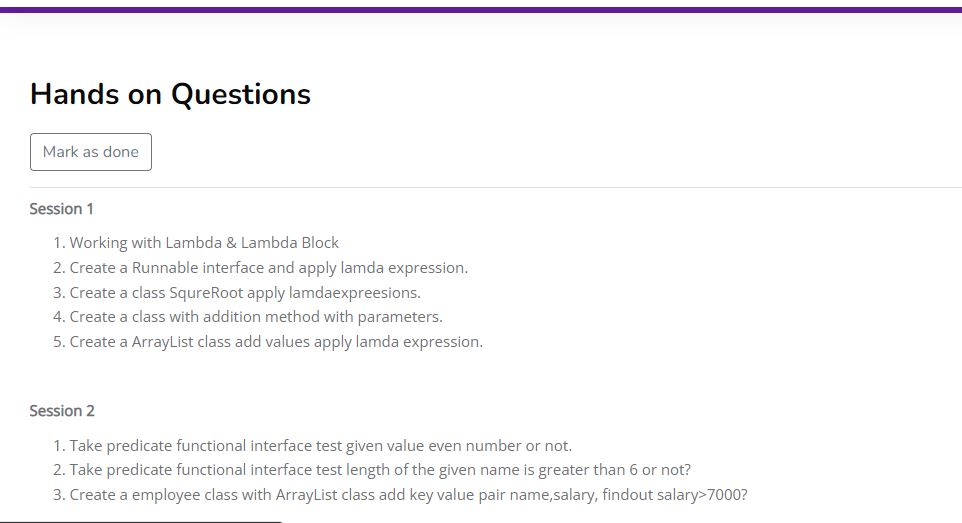 Hands on Questions
Mark as done
Session 1
1. Working with Lambda & Lambda Block
2. Create a Runnable interface and apply lamda expression.
3. Create a class SqureRoot apply lamdaexpreesions.
4. Create a class with addition method with parameters.
5. Create a ArrayList class add values apply lamda expression.
Session 2
1. Take predicate functional interface test given value even number or not.
2. Take predicate functional interface test length of the given name is greater than 6 or not?
3. Create a employee class with ArrayList class add key value pair name,salary, findout salary>7000?